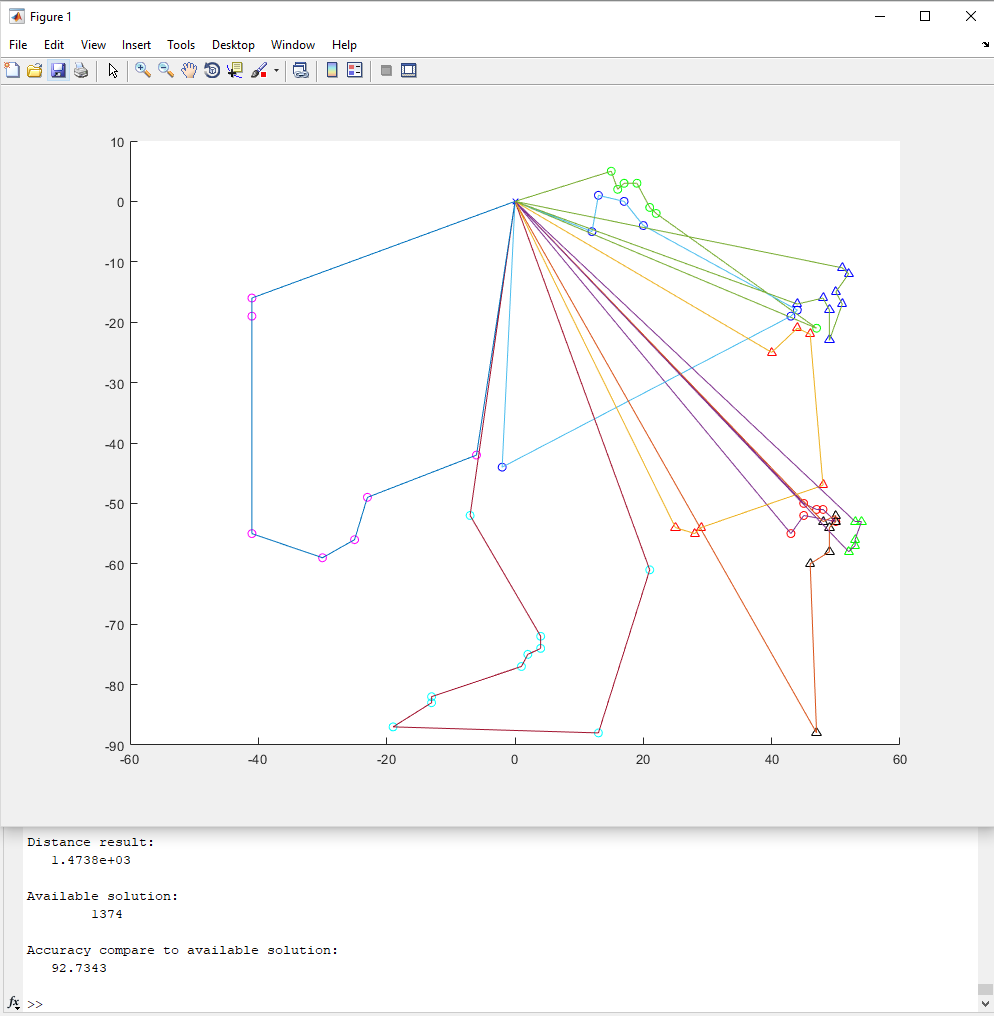 Figure 1
File Edit View Insert Tools Desktop Window Help
10
0
-10
-20
-30
-40
-50
-60
-70
-80
-90
-60 -40 -20 0 20 40 60
Distance result:
1.4738e+03
Available solution:
1374
Accuracy compare to available solution:
92.7343
fx >>